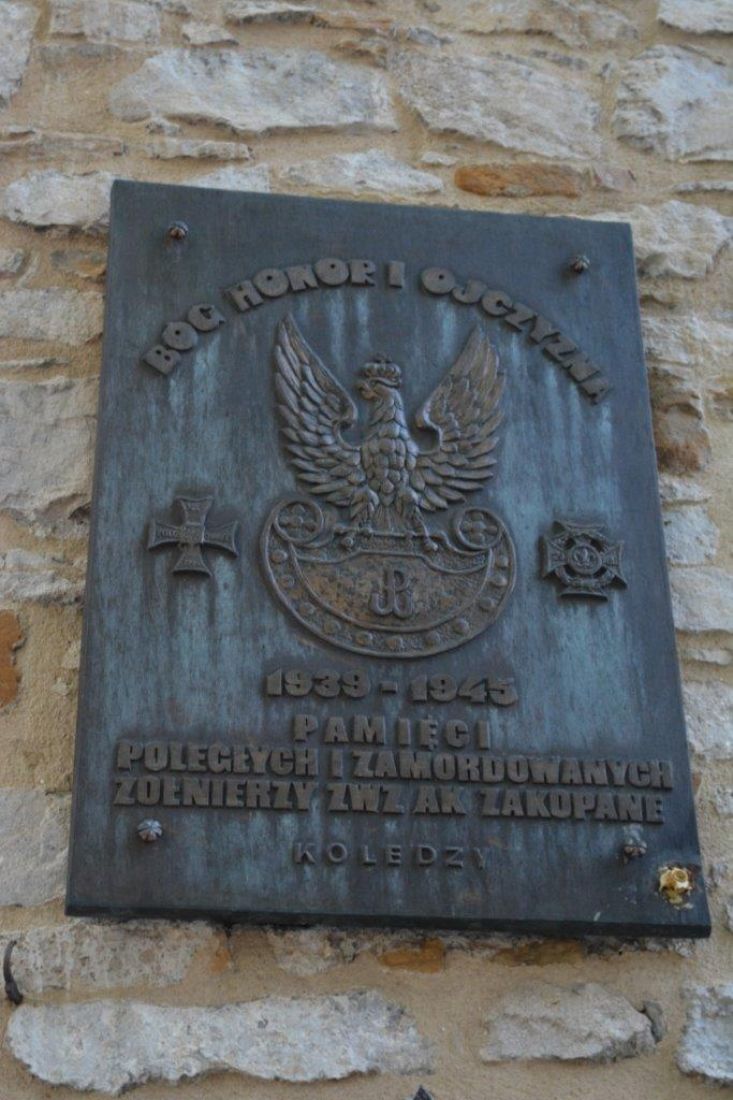 BÓG HONOR I OJCZYZNA
1939 - 1945
PAMIĘCI
POLEGŁYCH I ZAMORDOWANYCH
ŻOŁNIERZY ZWZ AK ZAKOPANE
KOLEDZY